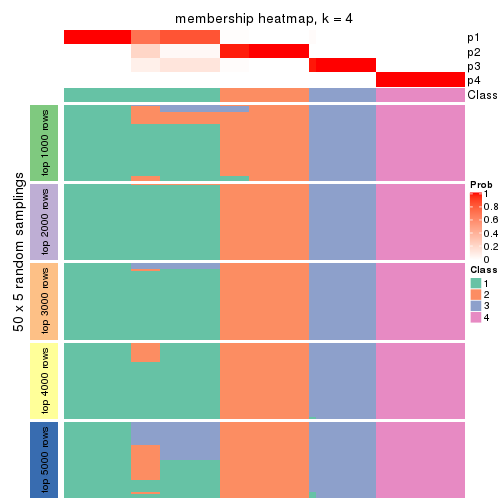 membership heatmap, k = 4
p1
p2
p3
p4
Class
50 x 5 random samplings
top 1000 rows
top 2000 rows
top 3000 rows
top 4000 rows
top 5000 rows
Prob
1
0.8
0.6
0.4
0.2
0
Class
1
2
3
4